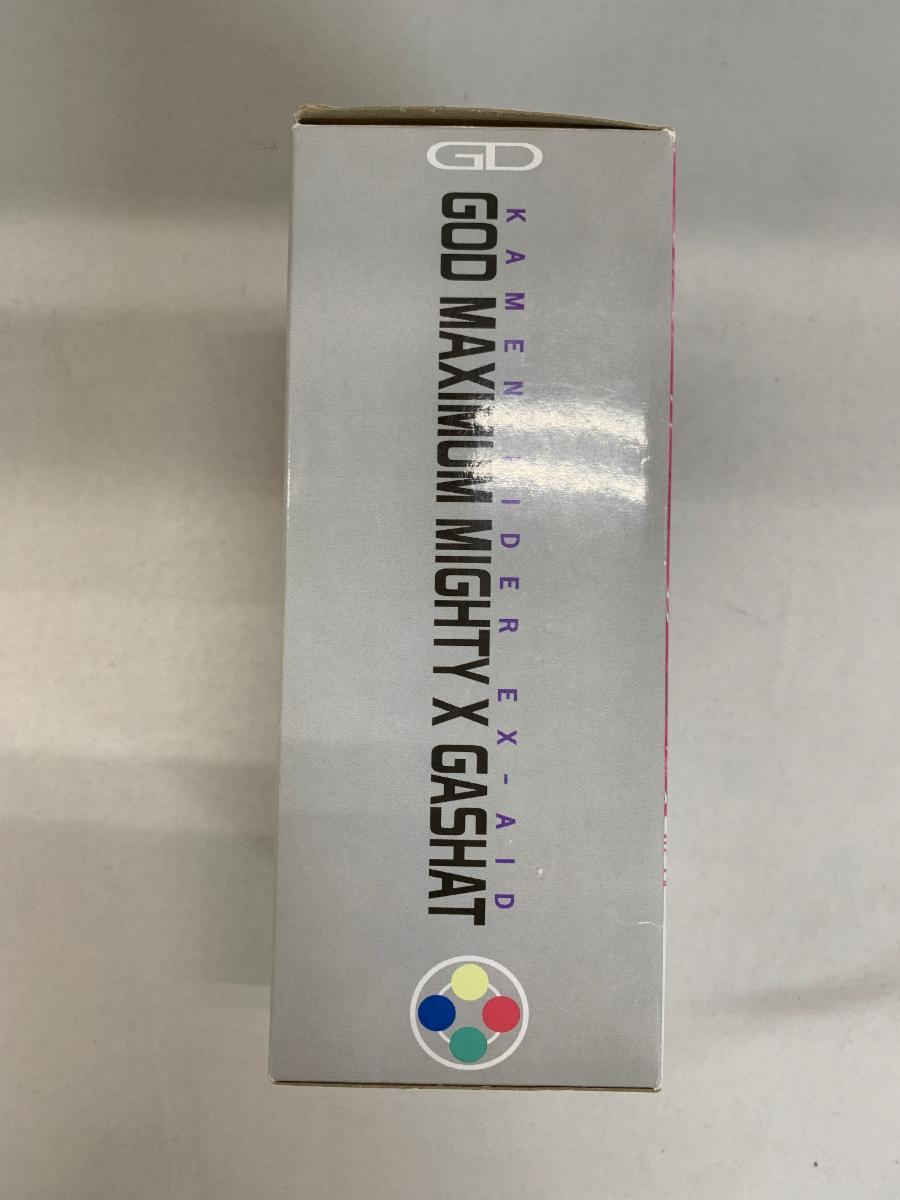 GD
KAMEN RIDER EX-AID
GOD MAXIMUM MIGHTY X GASHAT